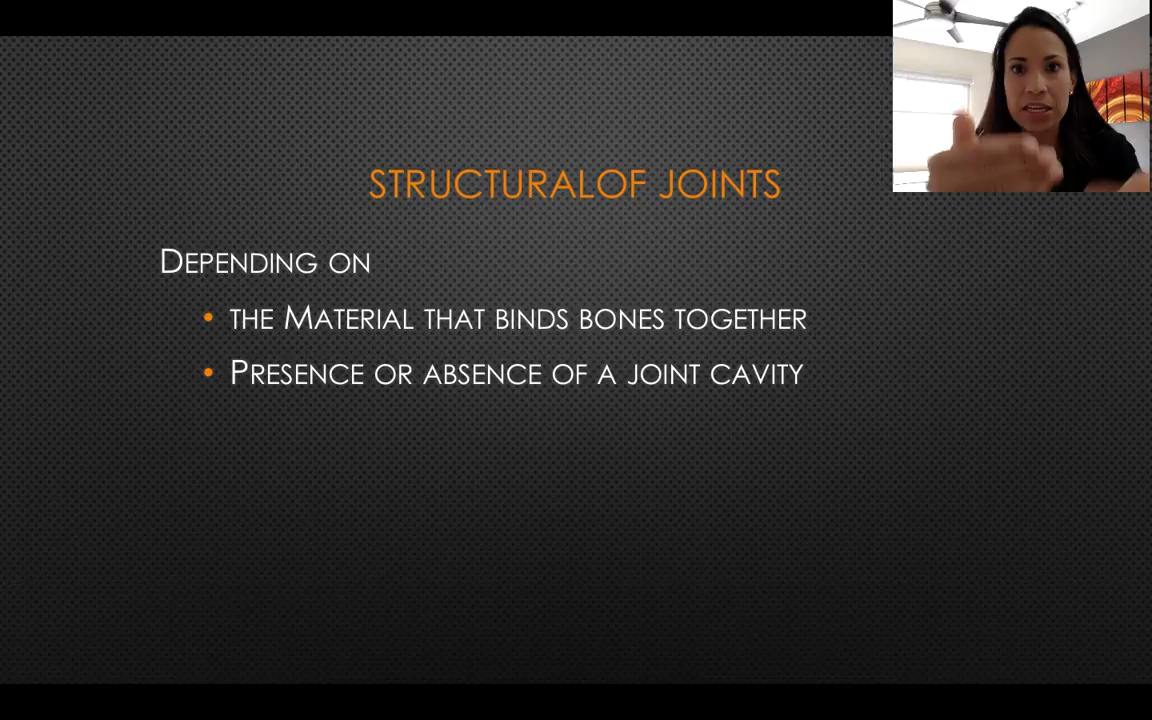 STRUCTURALOF JOINTS
DEPENDING ON
• THE MATERIAL THAT BINDS BONES TOGETHER
• PRESENCE OR ABSENCE OF A JOINT CAVITY